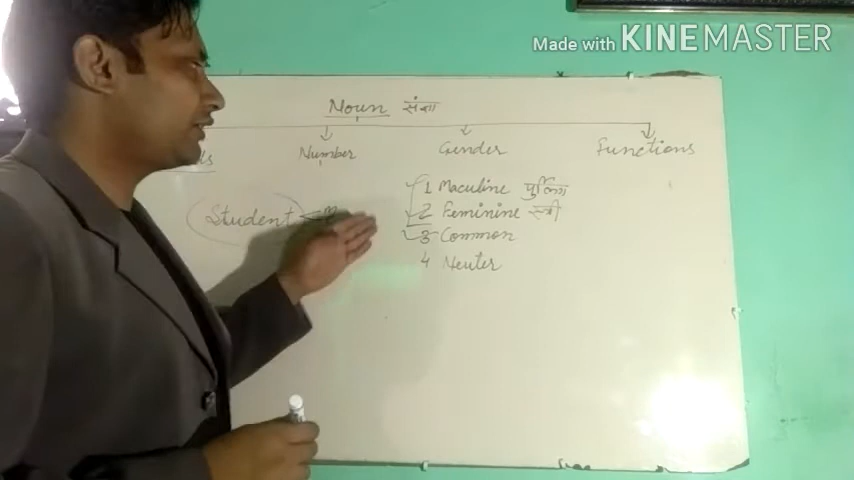 Made with KINEMASTER
Noun संज्ञा
Number Gender Functions
1 Maculine पुर्लिंग
Student 2 Feminine स्त्री
3 Common
4 Neuter